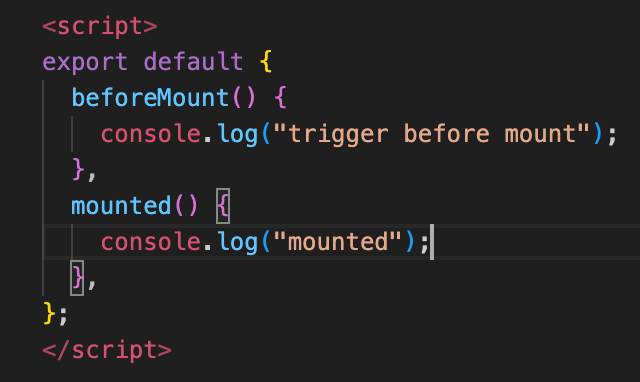 <script>
export default {
  beforeMount() {
    console.log("trigger before mount");
  },
  mounted() {
    console.log("mounted");
  },
};
</script>